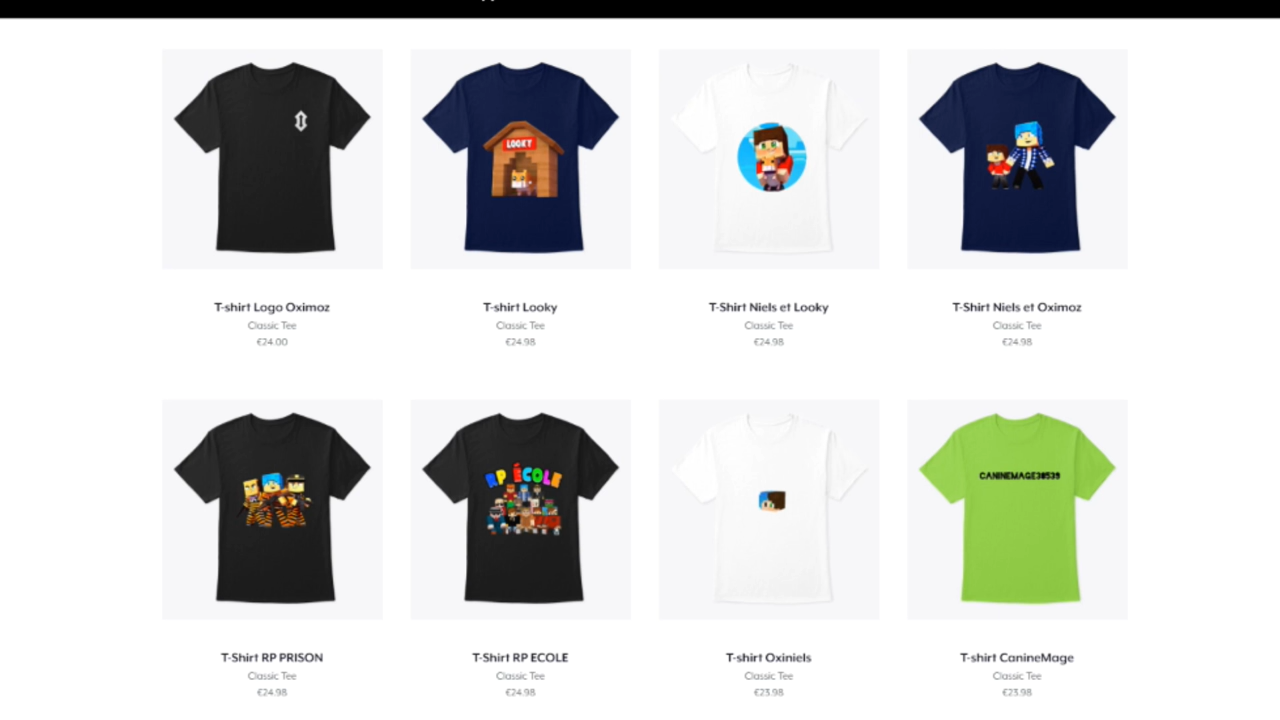 LOOKY
T-shirt Logo Oximoz
Classic Tee
€24.00
T-shirt Looky
Classic Tee
€24.98
T-Shirt Niels et Looky
Classic Tee
€24.98
T-Shirt Niels et Oximoz
Classic Tee
€24.98
RP ÉCOLE
CANINEMAGE38539
T-Shirt RP PRISON
Classic Tee
€24.98
T-Shirt RP ECOLE
Classic Tee
€24.98
T-shirt Oxiniels
Classic Tee
€23.98
T-shirt CanineMage
Classic Tee
€23.98